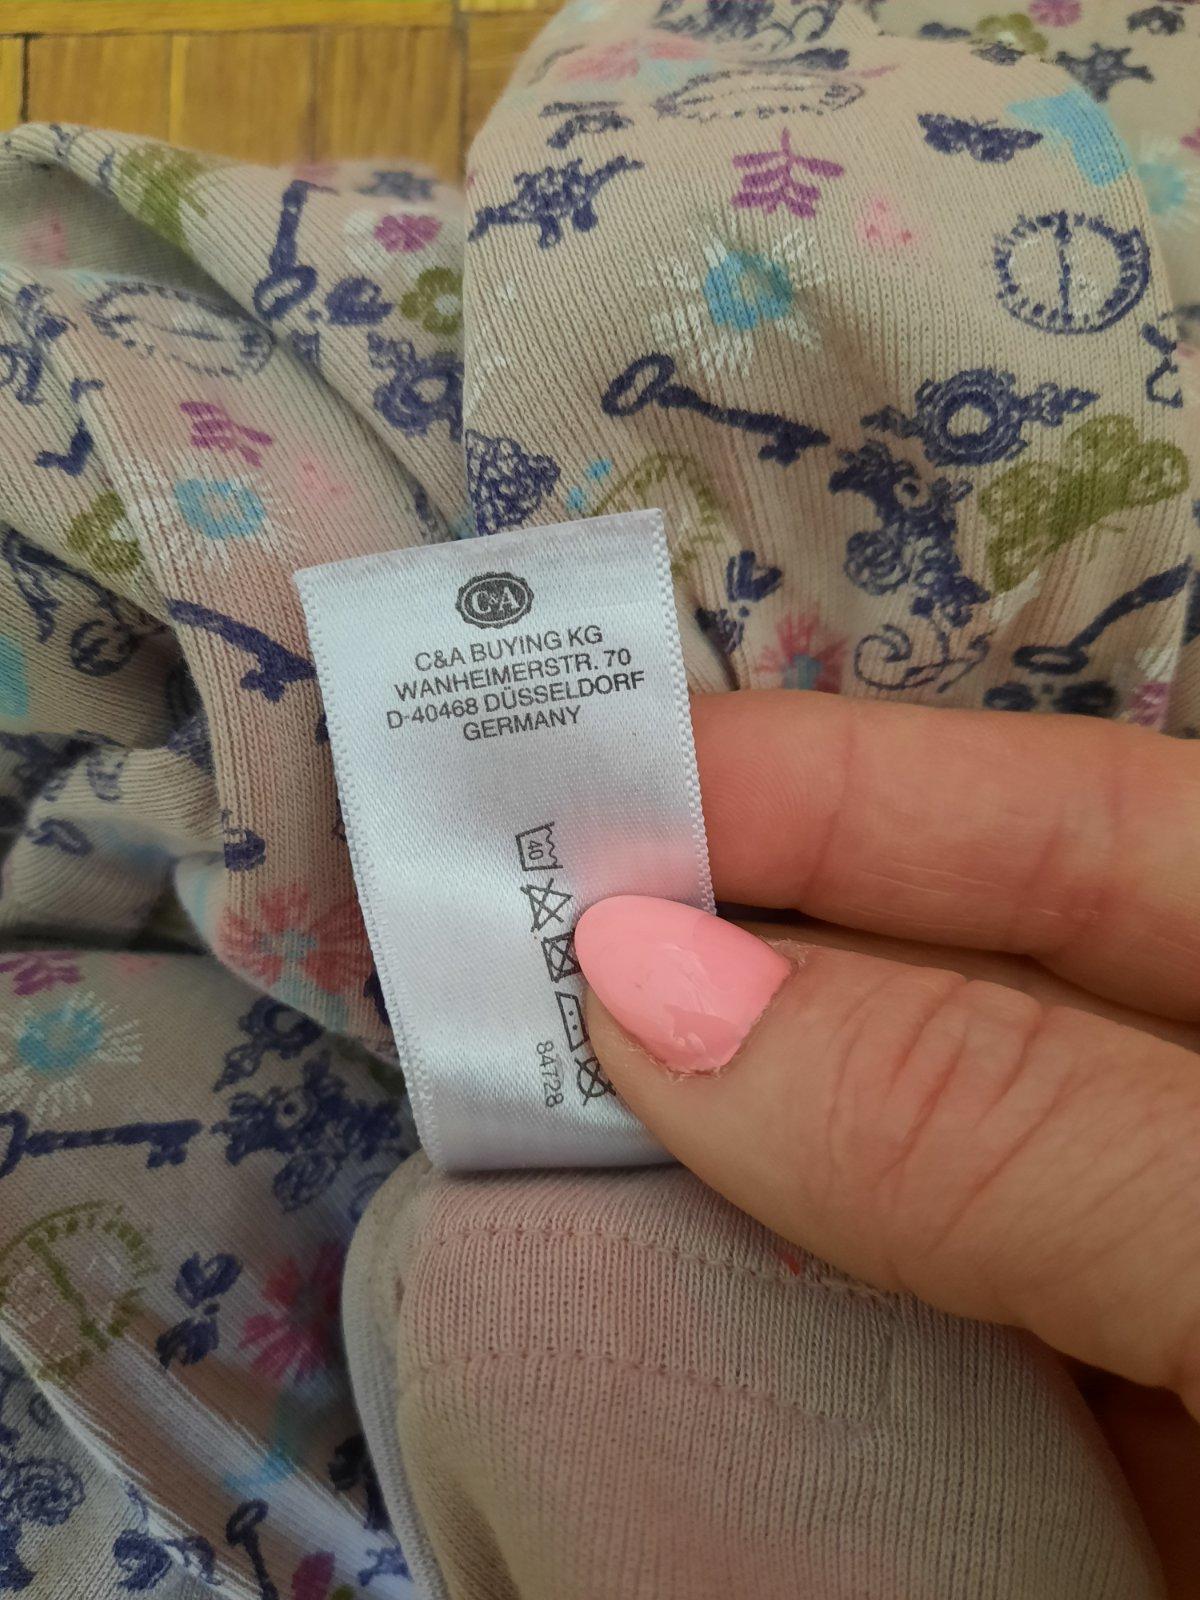 C&A
C&A BUYING KG
WANHEIMERSTR. 70
D-40468 DÜSSELDORF
GERMANY
40
84728